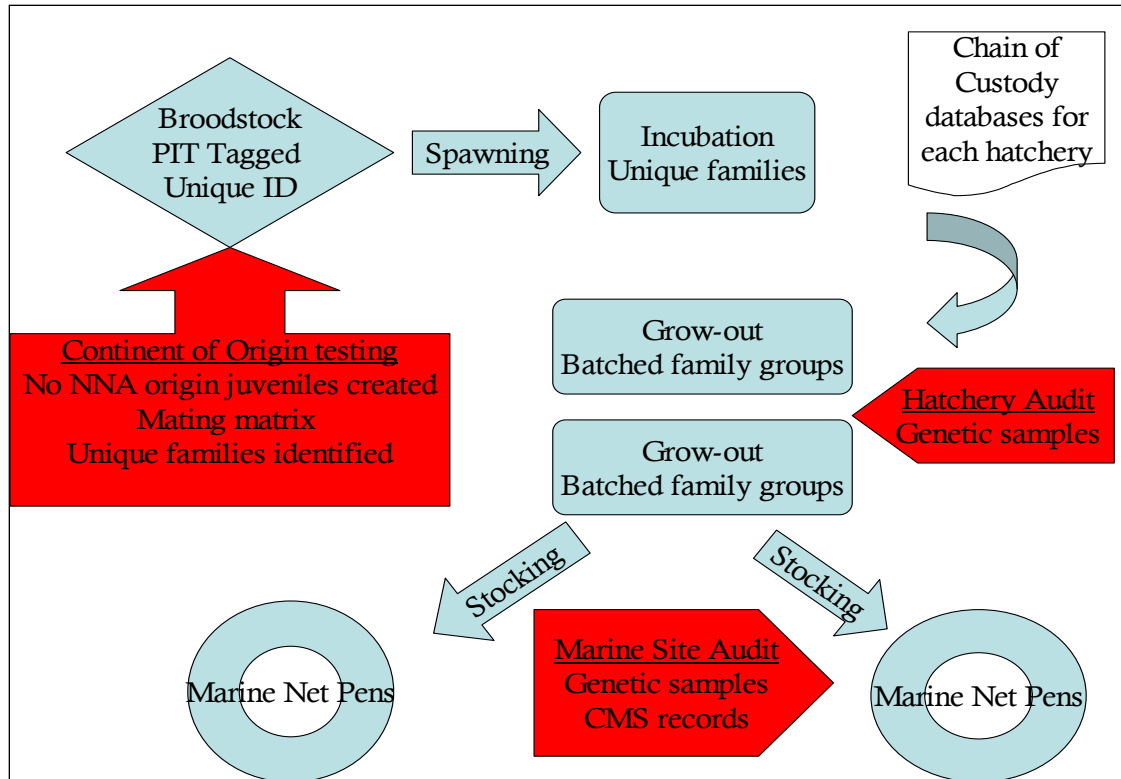 Broodstock
PIT Tagged
Unique ID
Spawning
Incubation
Unique families
Chain of
Custody
databases for
each hatchery
Continent of Origin testing
No NNA origin juveniles created
Mating matrix
Unique families identified
Grow-out
Batched family groups
Hatchery Audit
Genetic samples
Grow-out
Batched family groups
Stocking
Stocking
Marine Net Pens
Marine Site Audit
Genetic samples
CMS records
Marine Net Pens